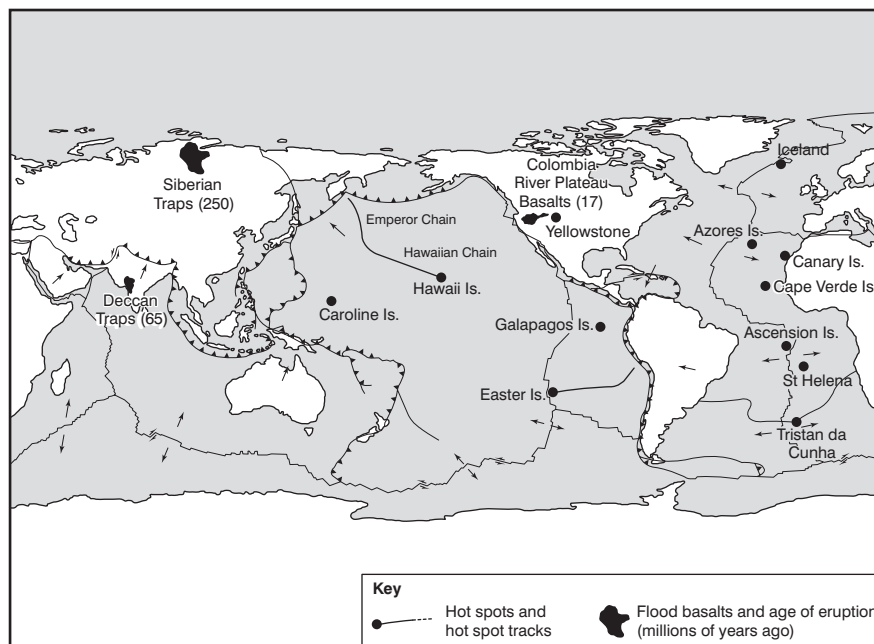 Iceland
Colombia
River Plateau
Basalts (17)
Siberian
Traps (250)
Emperor Chain
Yellowstone
Azores Is.
Hawaiian Chain
Canary Is.
Hawaii Is.
Cape Verde Is
Deccan
Traps (65)
Caroline Is.
Galapagos Is.
Ascension Is.
St Helena
Easter Is.
Tristan da
Cunha
Key
Hot spots and
hot spot tracks
Flood basalts and age of eruption
(millions of years ago)